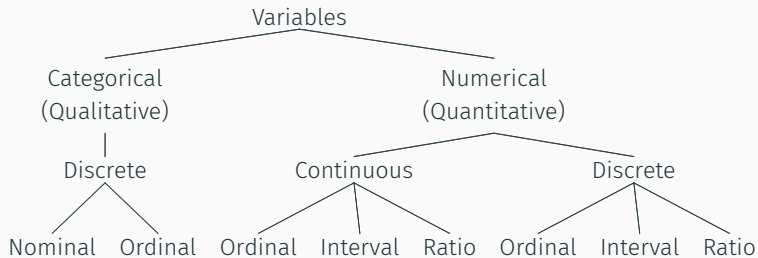 Variables
Categorical
(Qualitative)
Numerical
(Quantitative)
Discrete
Continuous
Discrete
Nominal
Ordinal
Ordinal
Interval
Ratio
Ordinal
Interval
Ratio